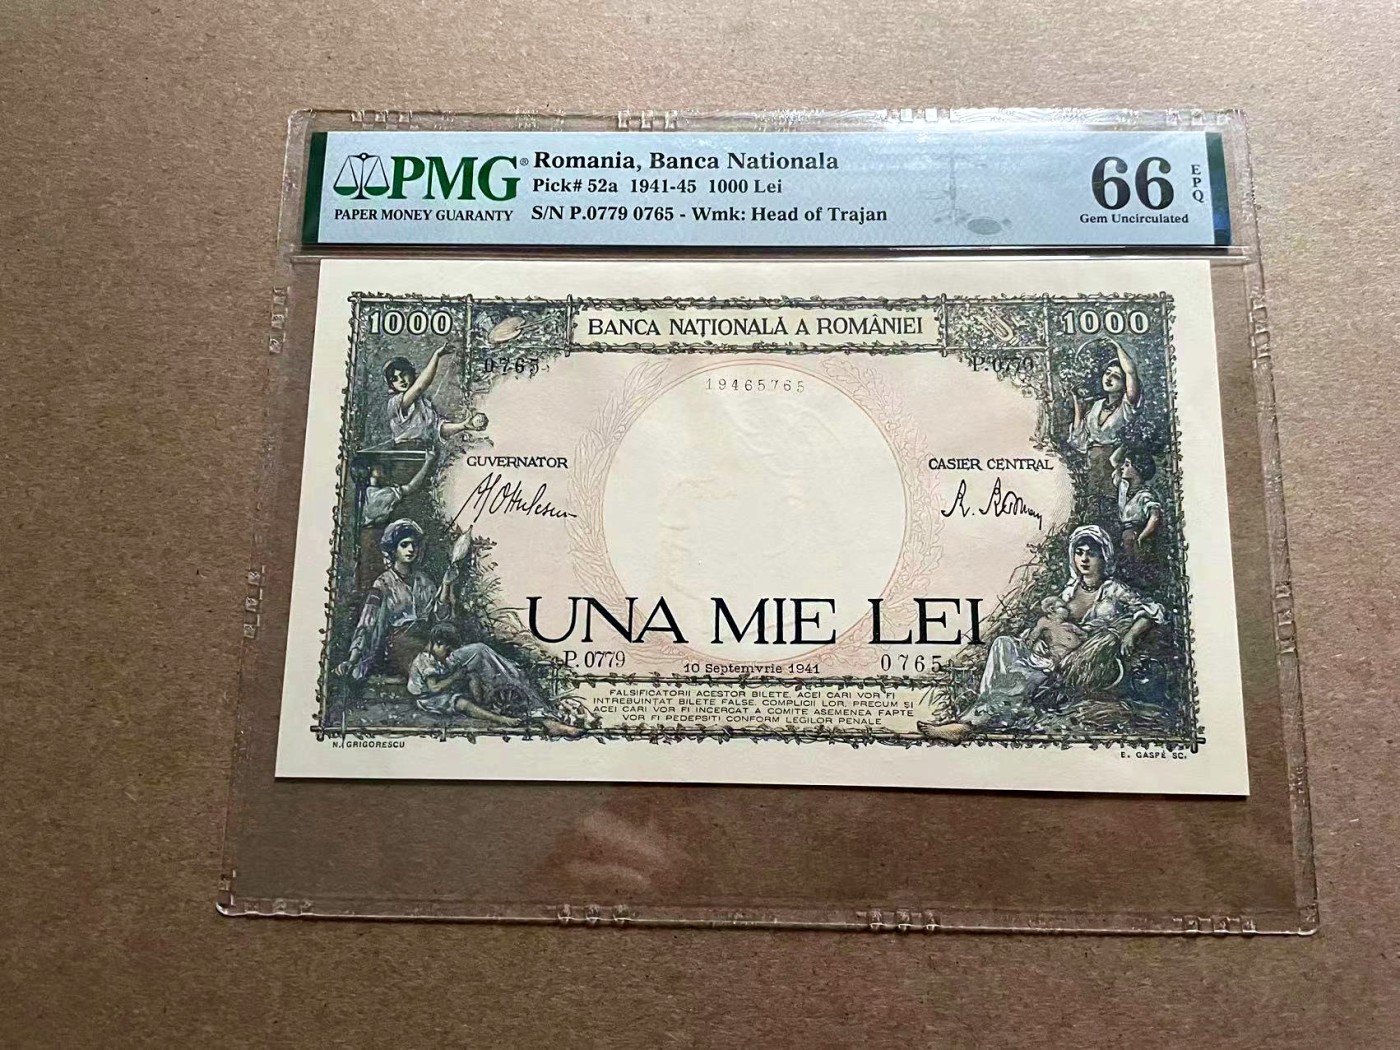 PMG®
PAPER MONEY GUARANTY
Romania, Banca Nationala
Pick# 52a 1941-45 1000 Lei
S/N P.0779 0765 - Wmk: Head of Trajan
66
EPQ
Gem Uncirculated
1000
BANCA NAȚIONALĂ A ROMÂNIEI
1000
0765
P.0779
19465765
GUVERNATOR
CASIER CENTRAL
UNA MIE LEI
P.0779
10 Septemvrie 1941
0765
FALSIFICATORII ACESTOR BILETE, ACEI CARI VOR FI
INTREBUINȚAT BILETE FALSE, COMPLICII LOR, PRECUM ȘI
ACEI CARI VOR FI INCERCAT A COMITE ASEMENEA FAPTE
VOR FI PEDEPSITI CONFORM LEGILOR PENALE
N. GRIGORESCU
E. GASPÉ SC.